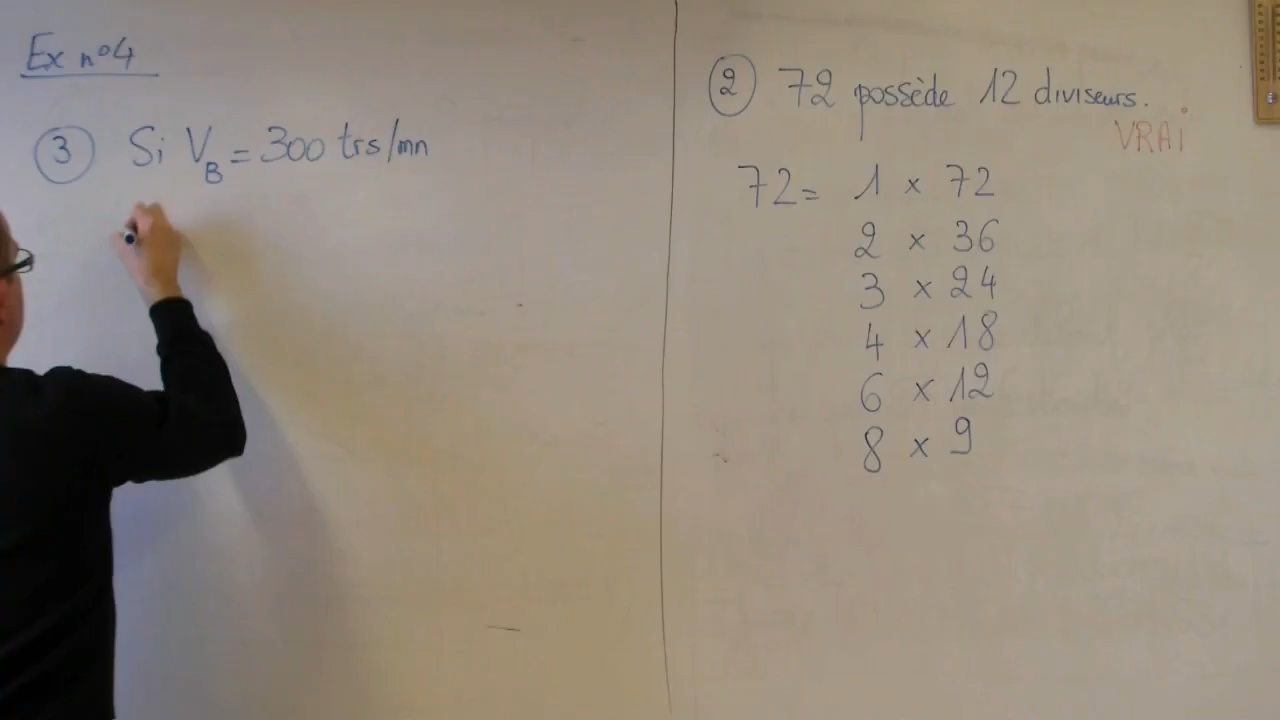 Ex n°4
③ Si V_B = 300 trs/mn
② 72 possède 12 diviseurs.
VRAI
72 = 1 × 72
2 × 36
3 × 24
4 × 18
6 × 12
8 × 9